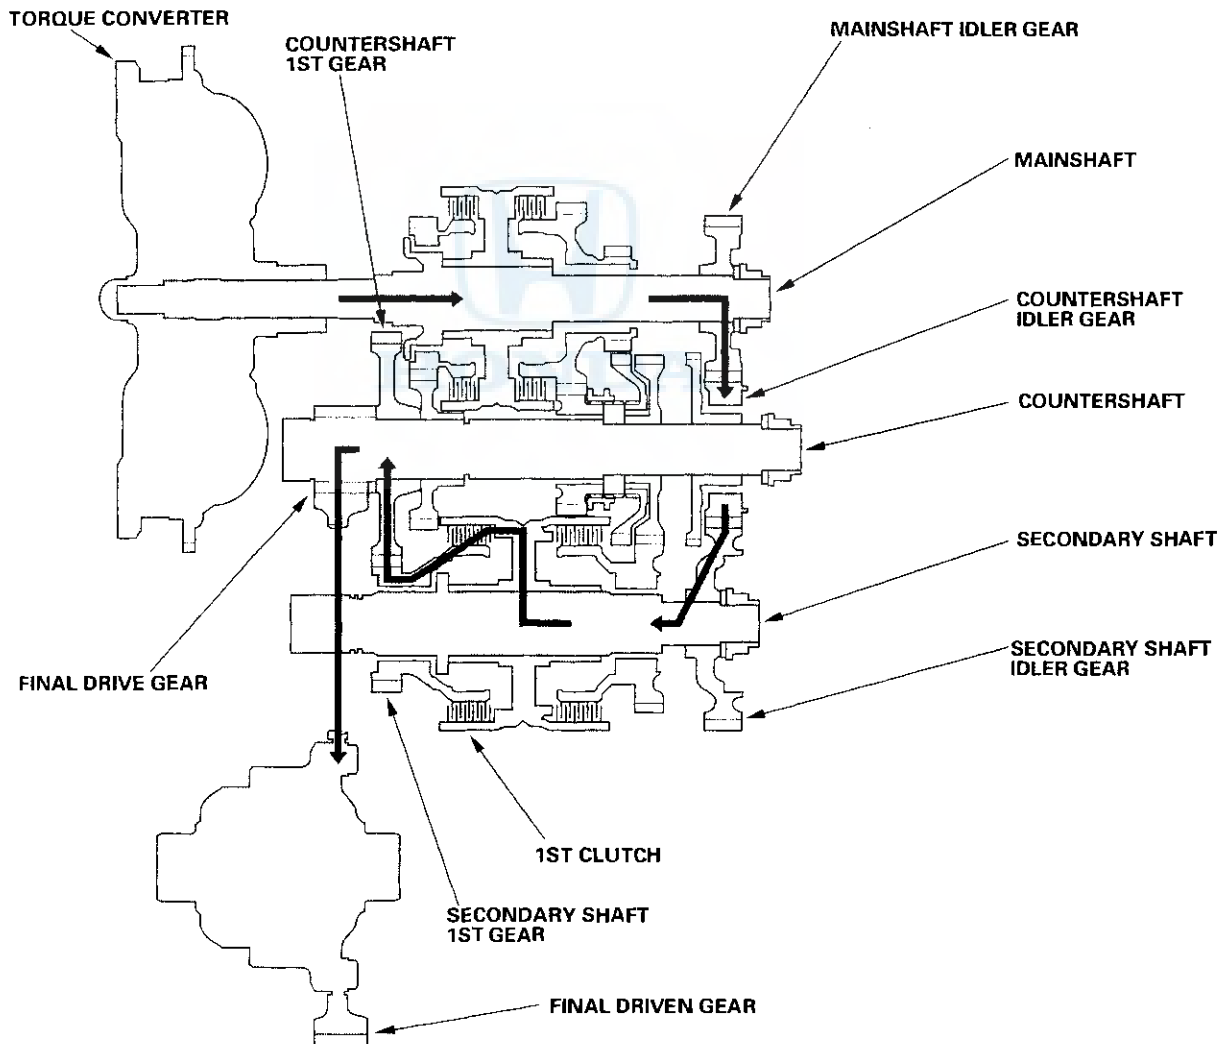 TORQUE CONVERTER
COUNTERSHAFT
1ST GEAR
MAINSHAFT IDLER GEAR
MAINSHAFT
COUNTERSHAFT
IDLER GEAR
COUNTERSHAFT
SECONDARY SHAFT
SECONDARY SHAFT
IDLER GEAR
FINAL DRIVE GEAR
1ST CLUTCH
SECONDARY SHAFT
1ST GEAR
FINAL DRIVEN GEAR
HONDA